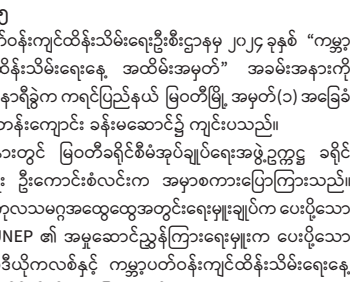 ၅
ဝန်းကျင်ထိန်းသိမ်းရေးဦးစီးဌာနမှ ၂၀၂၄ ခုနှစ် “ကမ္ဘာ့
ထိန်းသိမ်းရေးနေ့ အထိမ်းအမှတ်” အခမ်းအနားကို
နာရီခွဲက ကရင်ပြည်နယ် မြဝတီမြို့ အမှတ်(၁) အခြေခံ
တန်းကျောင်း ခန်းမဆောင်၌ ကျင်းပသည်။
နားတွင် မြဝတီခရိုင်စီမံအုပ်ချုပ်ရေးအဖွဲ့ဥက္ကဋ္ဌ ခရိုင်
ဦးကောင်းစံလင်းက အမှာစကားပြောကြားသည်။
ကုလသမဂ္ဂအထွေထွေအတွင်းရေးမှူးချုပ်က ပေးပို့သော
UNEP ၏ အမှုဆောင်ညွှန်ကြားရေးမှူးက ပေးပို့သော
ဒီယိုကလစ်နှင့် ကမ္ဘာ့ပတ်ဝန်းကျင်ထိန်းသိမ်းရေးနေ့